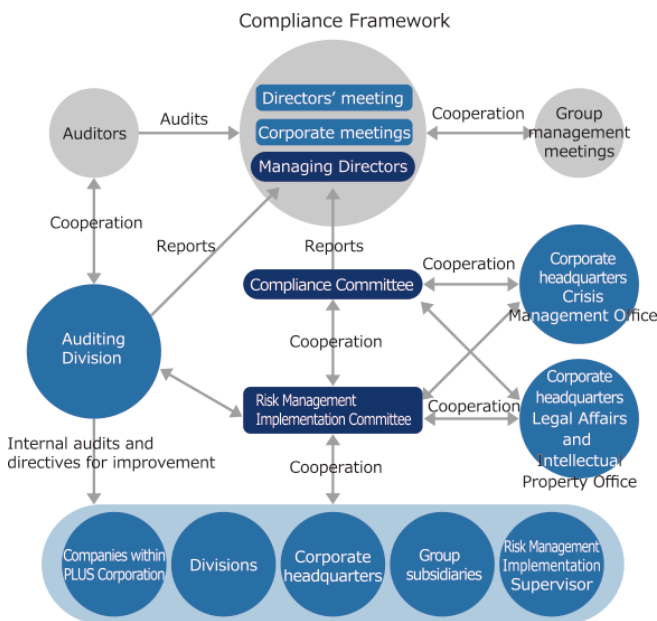 Compliance Framework
Directors' meeting
Corporate meetings
Managing Directors
Auditors
Audits
Cooperation
Group
management
meetings
Cooperation
Reports
Reports
Compliance Committee
Cooperation
Corporate
headquarters
Crisis
Management Office
Auditing
Division
Cooperation
Risk Management
Implementation Committee
Cooperation
Corporate
headquarters
Legal Affairs
and
Intellectual
Property Office
Internal audits and
directives for improvement
Cooperation
Companies within
PLUS Corporation
Divisions
Corporate
headquarters
Group
subsidiaries
Risk Management
Implementation
Supervisor